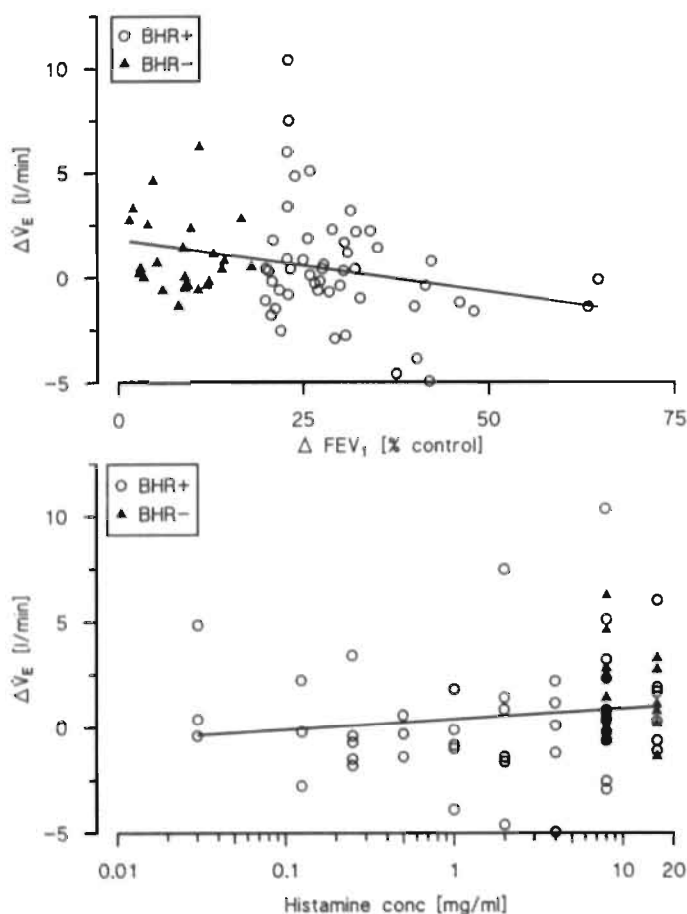 BHR+
BHR-
10
5
0
-5
ΔV̇E [l/min]
0 25 50 75
Δ FEV₁ [% control]
BHR+
BHR-
10
5
0
-5
ΔV̇E [l/min]
0.01 0.1 1 10 20
Histamine conc [mg/ml]